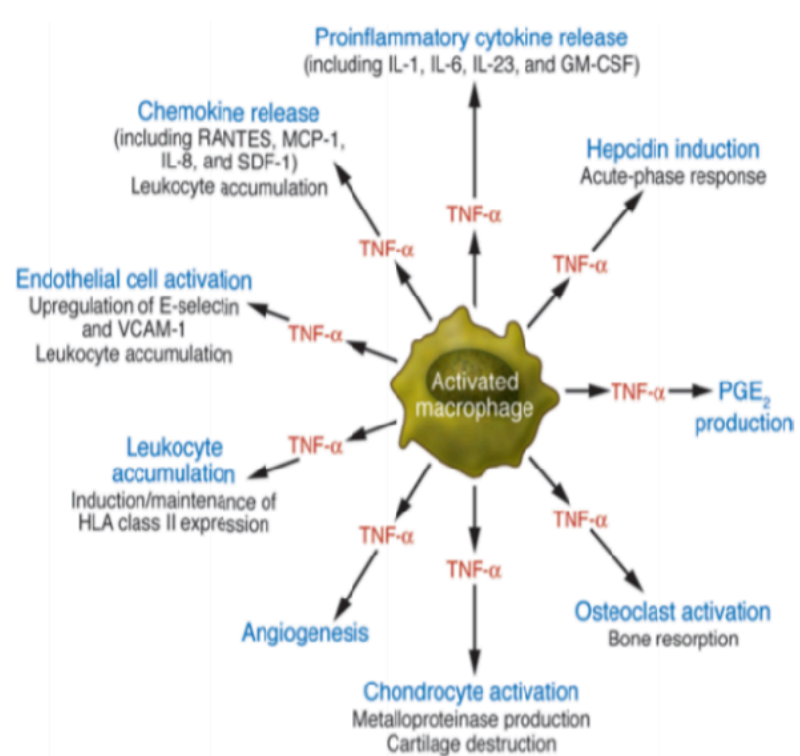 Proinflammatory cytokine release
(including IL-1, IL-6, IL-23, and GM-CSF)
Chemokine release
(including RANTES, MCP-1,
IL-8, and SDF-1)
Leukocyte accumulation
Hepcidin induction
Acute-phase response
TNF-α
TNF-α
TNF-α
Endothelial cell activation
Upregulation of E-selectin
and VCAM-1
Leukocyte accumulation
TNF-α
Activated
macrophage
TNF-α
PGE₂
production
Leukocyte
accumulation
Induction/maintenance of
HLA class II expression
TNF-α
TNF-α
TNF-α
TNF-α
Angiogenesis
Osteoclast activation
Bone resorption
Chondrocyte activation
Metalloproteinase production
Cartilage destruction